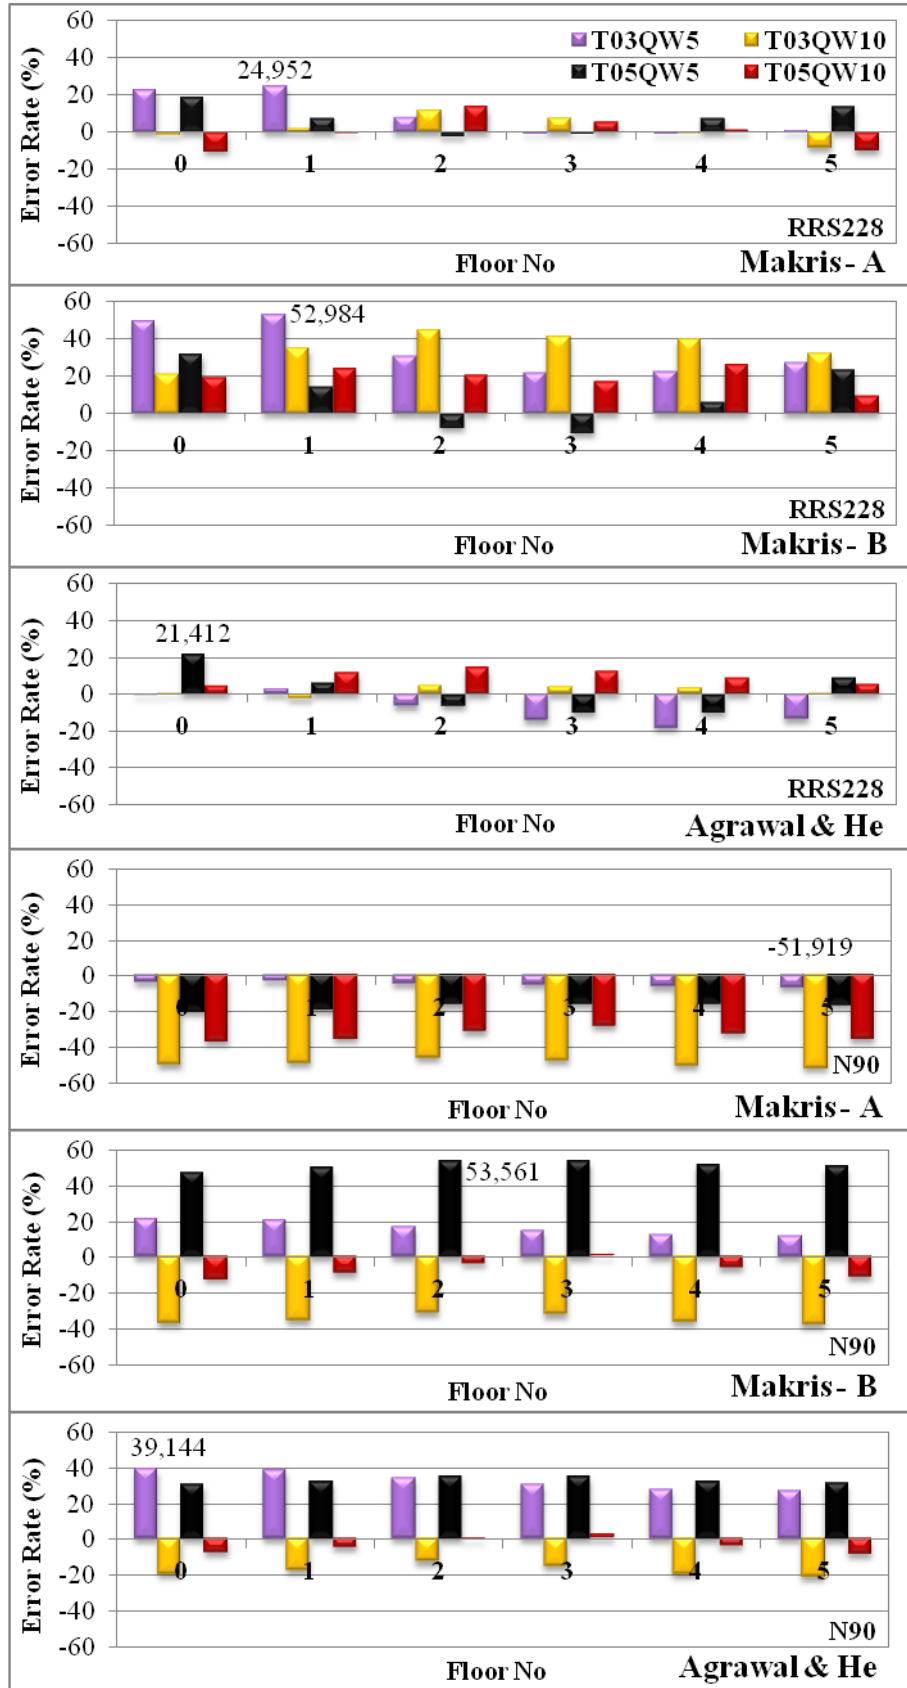 60
40
20
0
-20
-40
-60
Error Rate (%)
T03QW5 T03QW10
T05QW5 T05QW10
24,952
0 1 2 3 4 5
RRS228
Floor No
Makris- A
60
40
20
0
-20
-40
-60
Error Rate (%)
52,984
0 1 2 3 4 5
RRS228
Floor No
Makris- B
60
40
20
0
-20
-40
-60
Error Rate (%)
21,412
0 1 2 3 4 5
RRS228
Floor No
Agrawal & He
60
40
20
0
-20
-40
-60
Error Rate (%)
-51,919
0 1 2 3 4 5
N90
Floor No
Makris- A
60
40
20
0
-20
-40
-60
Error Rate (%)
53,561
0 1 2 3 4 5
N90
Floor No
Makris- B
60
40
20
0
-20
-40
-60
Error Rate (%)
39,144
0 1 2 3 4 5
N90
Floor No
Agrawal & He